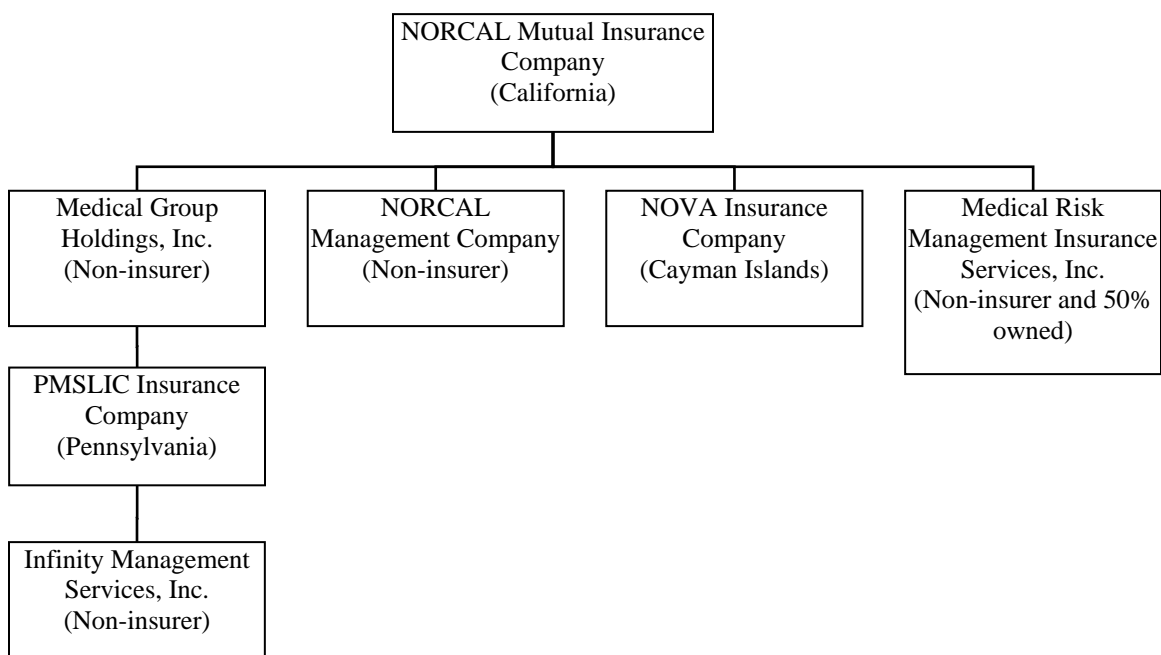 NORCAL Mutual Insurance
Company
(California)
Medical Group
Holdings, Inc.
(Non-insurer)
NORCAL
Management Company
(Non-insurer)
NOVA Insurance
Company
(Cayman Islands)
Medical Risk
Management Insurance
Services, Inc.
(Non-insurer and 50%
owned)
PMSLIC Insurance
Company
(Pennsylvania)
Infinity Management
Services, Inc.
(Non-insurer)